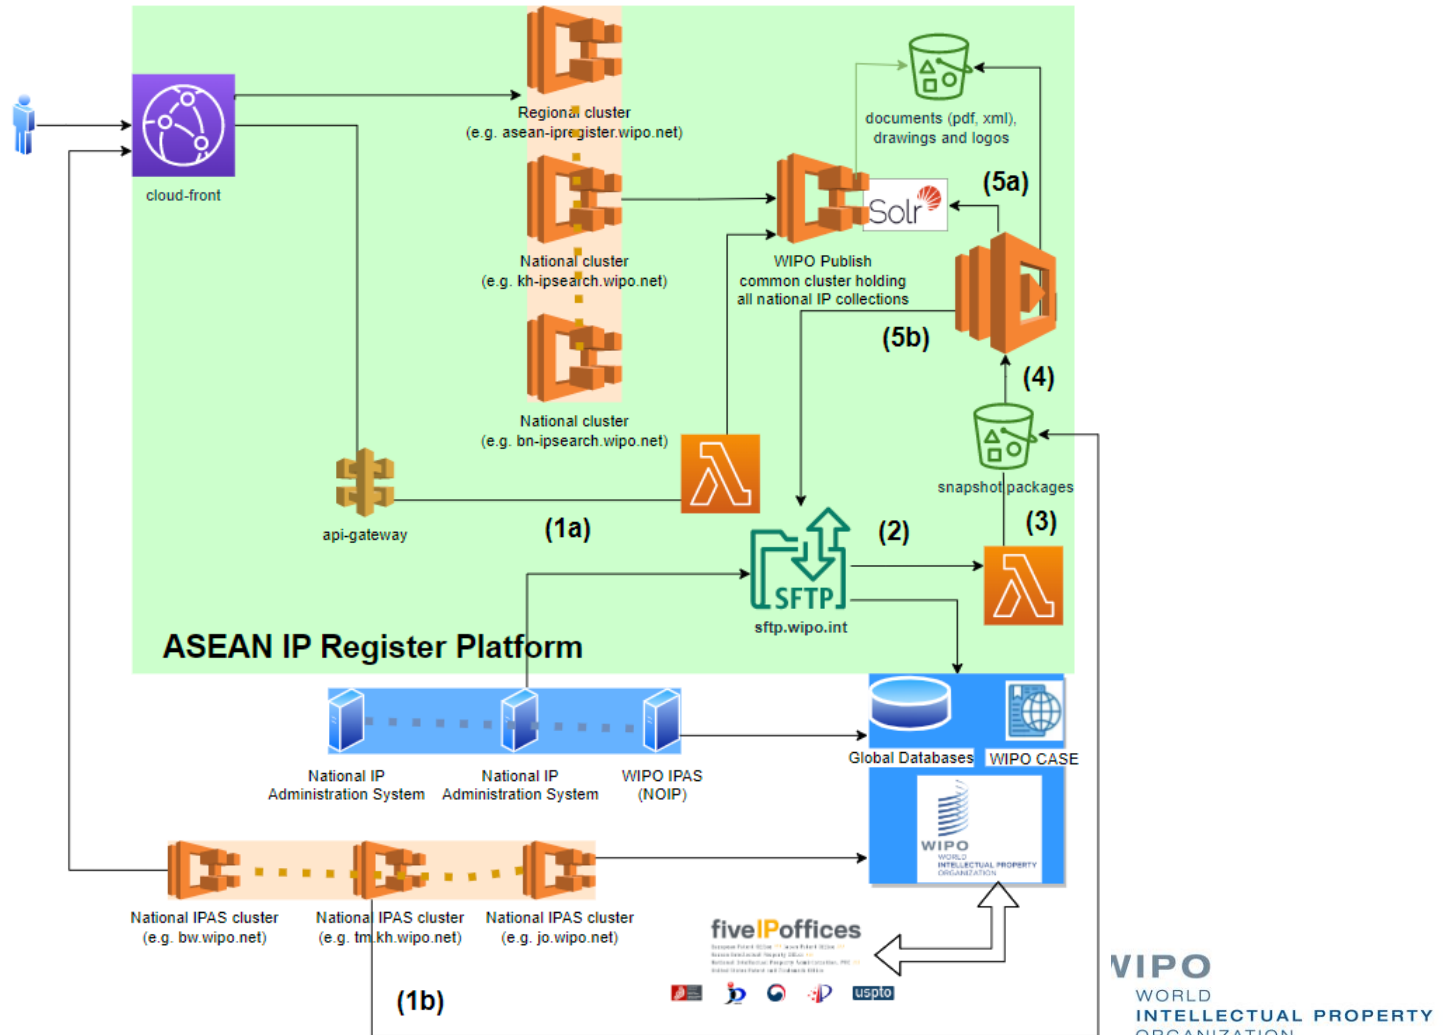 Regional cluster
(e.g. asean-ipregister.wipo.net)
documents (pdf, xml),
drawings and logos
cloud-front
(5a)
Solr
National cluster
(e.g. kh-ipsearch.wipo.net)
WIPO Publish
common cluster holding
all national IP collections
(5b)
(4)
National cluster
(e.g. bn-ipsearch.wipo.net)
snapshot packages
api-gateway
(1a)
(2)
(3)
SFTP
sftp.wipo.int
ASEAN IP Register Platform
Global Databases
WIPO CASE
National IP
Administration System
National IP
Administration System
WIPO IPAS
(NOIP)
WIPO
WORLD
INTELLECTUAL PROPERTY
ORGANIZATION
National IPAS cluster
(e.g. bw.wipo.net)
National IPAS cluster
(e.g. tm.kh.wipo.net)
National IPAS cluster
(e.g. jo.wipo.net)
fiveIPoffices
uspto
(1b)
WIPO
WORLD
INTELLECTUAL PROPERTY
ORGANIZATION